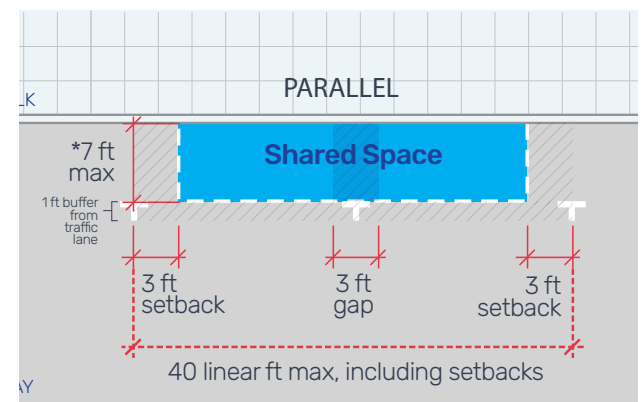 PARALLEL
LK
*7 ft
max
Shared Space
1 ft buffer
from
traffic
lane
3 ft
setback
3 ft
gap
3 ft
setback
40 linear ft max, including setbacks
AY